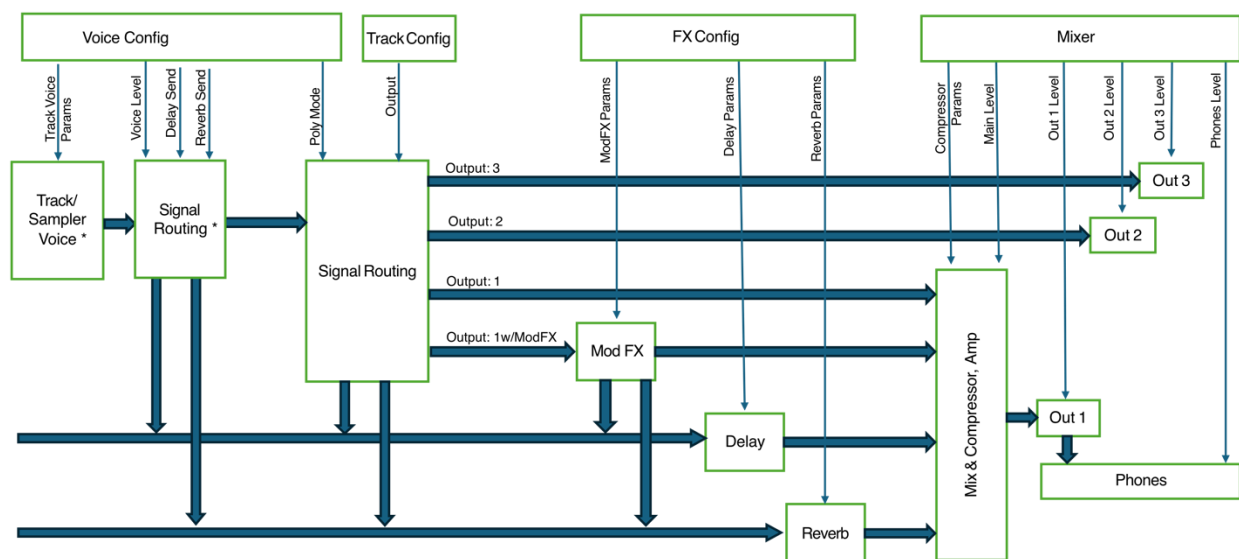 Voice Config
Track Config
FX Config
Mixer
Track Voice
Params
Voice Level
Delay Send
Reverb Send
Poly Mode
Output
ModFX Params
Delay Params
Reverb Params
Compressor
Params
Main Level
Out 1 Level
Out 2 Level
Out 3 Level
Phones Level
Track/
Sampler
Voice *
Signal
Routing *
Signal Routing
Output: 3
Output: 2
Output: 1
Output: 1w/ModFX
Mod FX
Delay
Reverb
Mix & Compressor, Amp
Out 3
Out 2
Out 1
Phones